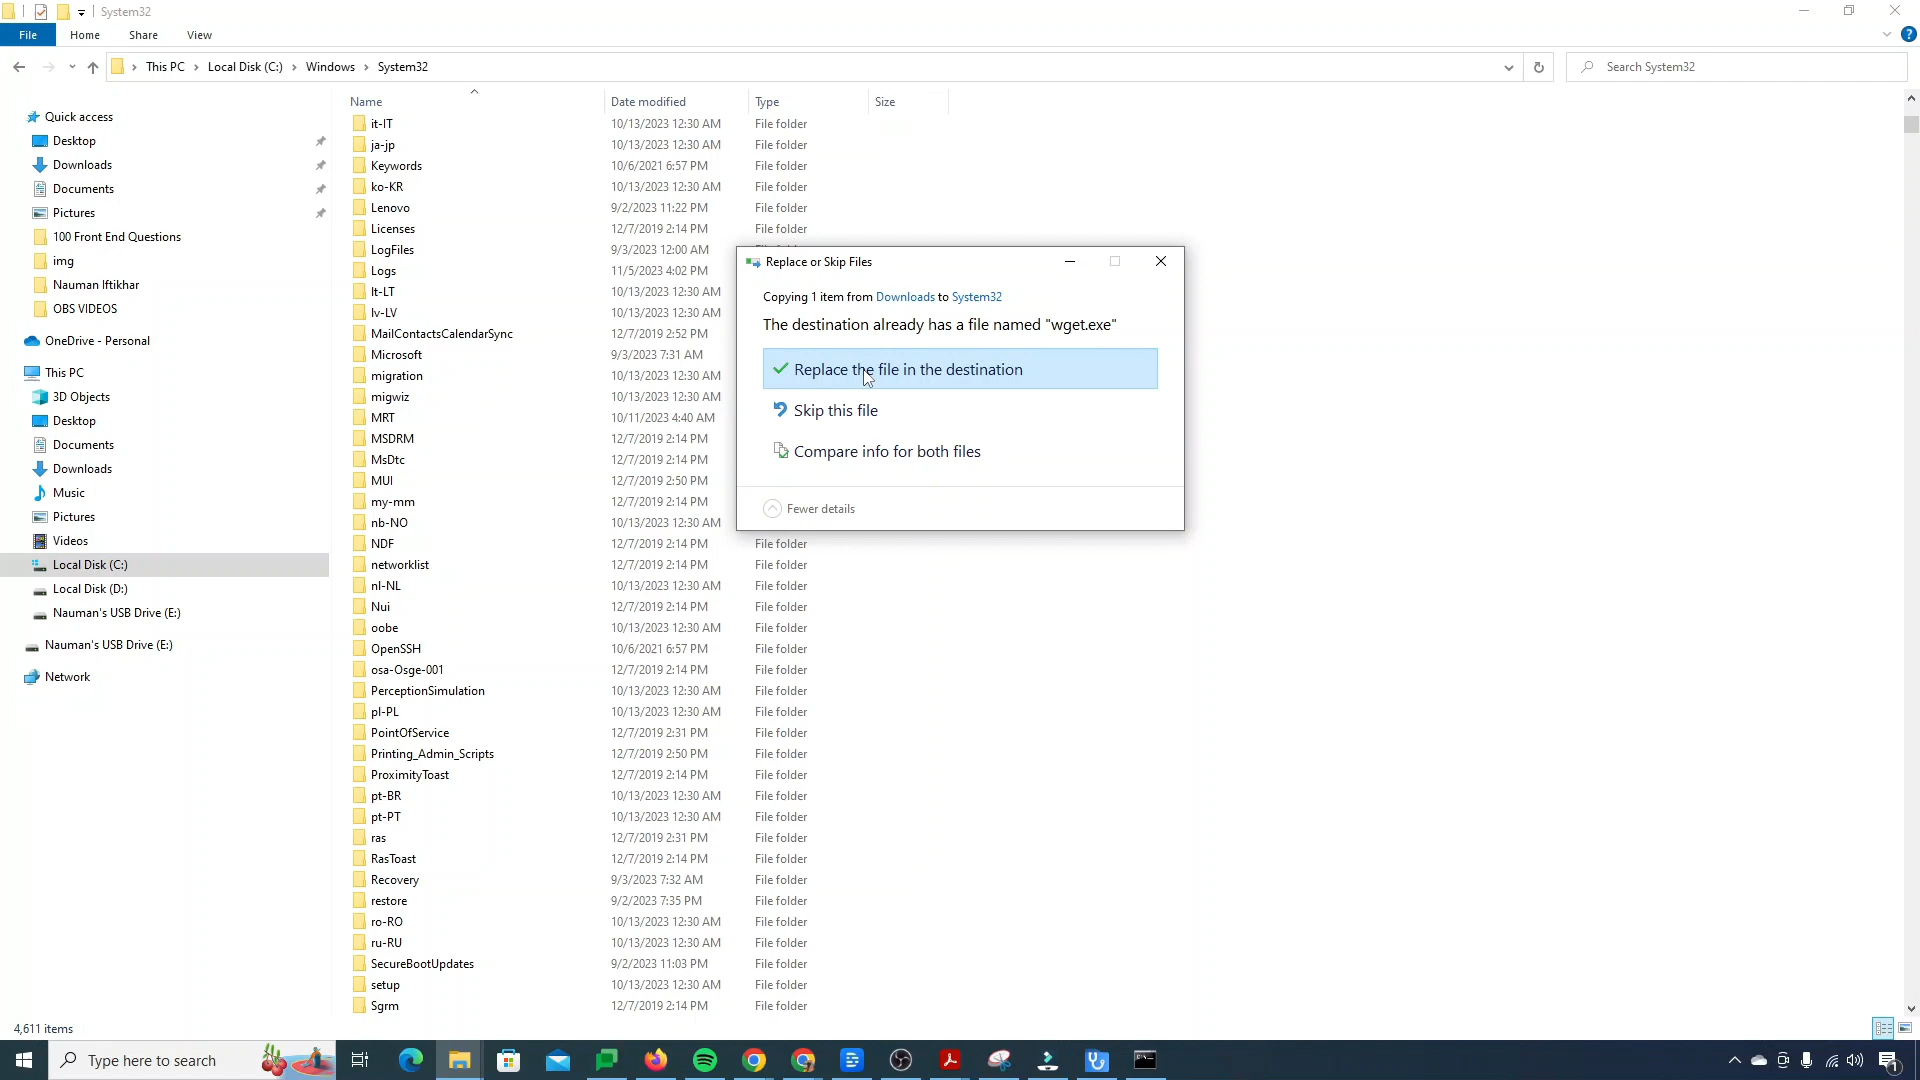 System32
File Home Share View
This PC Local Disk (C:) Windows System32
Search System32
Name Date modified Type Size
Quick access
Desktop
Downloads
Documents
Pictures
100 Front End Questions
img
Nauman Iftikhar
OBS VIDEOS
OneDrive - Personal
This PC
3D Objects
Desktop
Documents
Downloads
Music
Pictures
Videos
Local Disk (C:)
Local Disk (D:)
Nauman's USB Drive (E:)
Nauman's USB Drive (E:)
Network
it-IT 10/13/2023 12:30 AM File folder
ja-jp 10/13/2023 12:30 AM File folder
Keywords 10/6/2021 6:57 PM File folder
ko-KR 10/13/2023 12:30 AM File folder
Lenovo 9/2/2023 11:22 PM File folder
Licenses 12/7/2019 2:14 PM File folder
LogFiles 9/3/2023 12:00 AM
Logs 11/5/2023 4:02 PM
lt-LT 10/13/2023 12:30 AM
lv-LV 10/13/2023 12:30 AM
MailContactsCalendarSync 12/7/2019 2:52 PM
Microsoft 9/3/2023 7:31 AM
migration 10/13/2023 12:30 AM
migwiz 10/13/2023 12:30 AM
MRT 10/11/2023 4:40 AM
MSDRM 12/7/2019 2:14 PM
MsDtc 12/7/2019 2:14 PM
MUI 12/7/2019 2:50 PM
my-mm 12/7/2019 2:14 PM
nb-NO 10/13/2023 12:30 AM
NDF 12/7/2019 2:14 PM File folder
networklist 12/7/2019 2:14 PM File folder
nl-NL 10/13/2023 12:30 AM File folder
Nui 12/7/2019 2:14 PM File folder
oobe 10/13/2023 12:30 AM File folder
OpenSSH 10/6/2021 6:57 PM File folder
osa-Osge-001 12/7/2019 2:14 PM File folder
PerceptionSimulation 10/13/2023 12:30 AM File folder
pl-PL 10/13/2023 12:30 AM File folder
PointOfService 12/7/2019 2:31 PM File folder
Printing_Admin_Scripts 12/7/2019 2:50 PM File folder
ProximityToast 12/7/2019 2:14 PM File folder
pt-BR 10/13/2023 12:30 AM File folder
pt-PT 10/13/2023 12:30 AM File folder
ras 12/7/2019 2:31 PM File folder
RasToast 12/7/2019 2:14 PM File folder
Recovery 9/3/2023 7:32 AM File folder
restore 9/2/2023 7:35 PM File folder
ro-RO 10/13/2023 12:30 AM File folder
ru-RU 10/13/2023 12:30 AM File folder
SecureBootUpdates 9/2/2023 11:03 PM File folder
setup 10/13/2023 12:30 AM File folder
Sgrm 12/7/2019 2:14 PM File folder
Replace or Skip Files
Copying 1 item from Downloads to System32
The destination already has a file named "wget.exe"
Replace the file in the destination
Skip this file
Compare info for both files
Fewer details
4,611 items
Type here to search
1